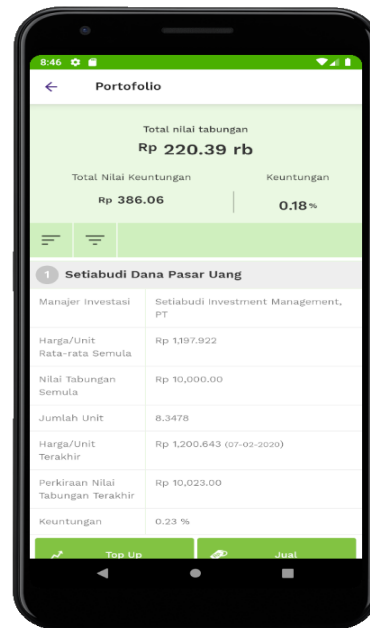 8:46
Portofolio
Total nilai tabungan
Rp 220.39 rb
Total Nilai Keuntungan
Keuntungan
Rp 386.06
0.18 %
1 Setiabudi Dana Pasar Uang
Manajer Investasi
Setiabudi Investment Management,
PT
Harga/Unit
Rata-rata Semula
Rp 1,197.922
Nilai Tabungan
Semula
Rp 10,000.00
Jumlah Unit
8.3478
Harga/Unit
Terakhir
Rp 1,200.643 (07-02-2020)
Perkiraan Nilai
Tabungan Terakhir
Rp 10,023.00
Keuntungan
0.23 %
Top Up
Jual